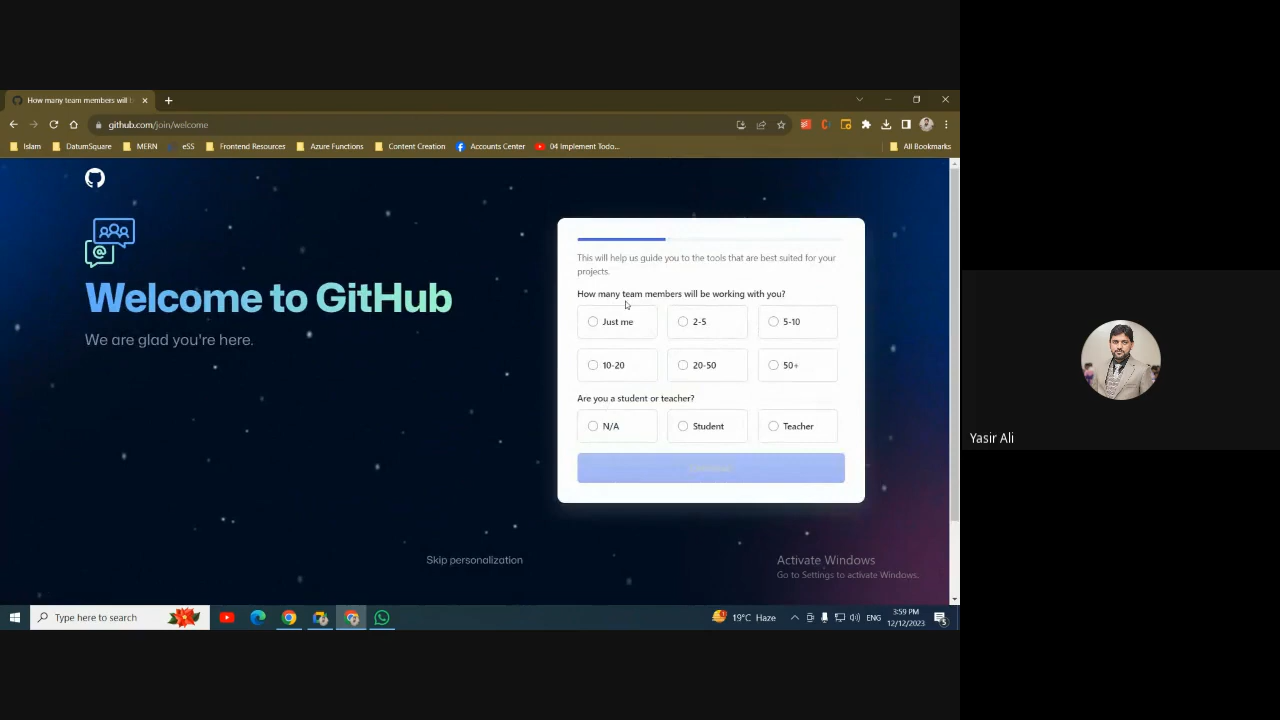 How many team members will b
github.com/join/welcome
Islam DatumSquare MERN eSS Frontend Resources Azure Functions Content Creation Accounts Center 04 Implement Todo... All Bookmarks
Welcome to GitHub
We are glad you're here.
This will help us guide you to the tools that are best suited for your
projects.
How many team members will be working with you?
Just me 2-5 5-10
10-20 20-50 50+
Are you a student or teacher?
N/A Student Teacher
Skip personalization
Activate Windows
Go to Settings to activate Windows.
Type here to search
19°C Haze ENG
3:59 PM
12/12/2023
5
Yasir Ali